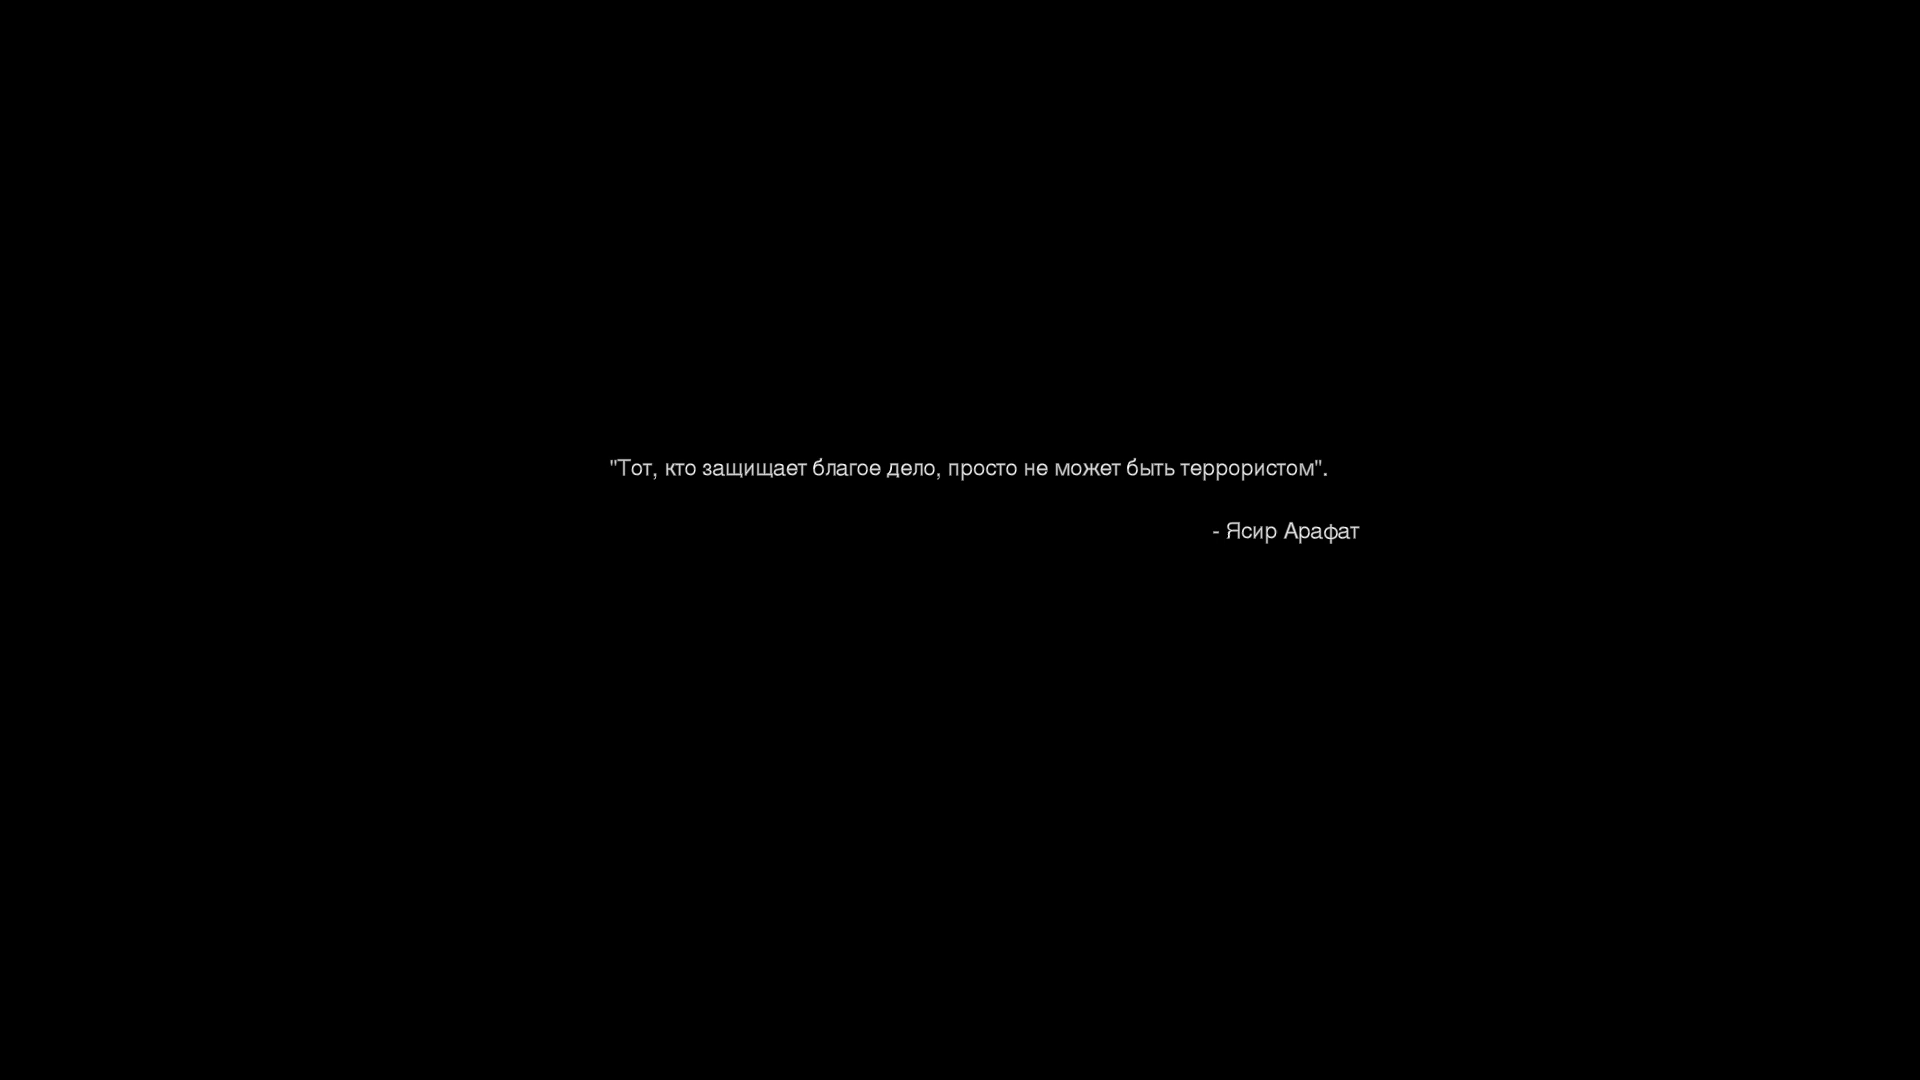 "Тот, кто защищает благое дело, просто не может быть террористом".
- Ясир Арафат